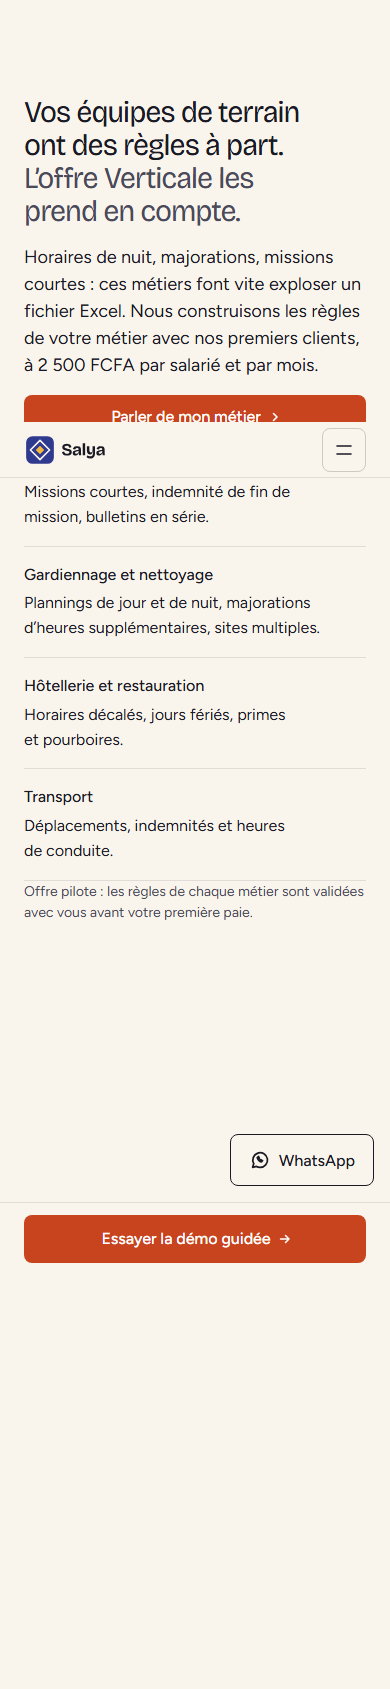 Vos équipes de terrain
ont des règles à part.
L’offre Verticale les
prend en compte.
Horaires de nuit, majorations, missions
courtes : ces métiers font vite exploser un
fichier Excel. Nous construisons les règles
de votre métier avec nos premiers clients,
à 2 500 FCFA par salarié et par mois.
Parler de mon métier
Salya
Missions courtes, indemnité de fin de
mission, bulletins en série.
Gardiennage et nettoyage
Plannings de jour et de nuit, majorations
d’heures supplémentaires, sites multiples.
Hôtellerie et restauration
Horaires décalés, jours fériés, primes
et pourboires.
Transport
Déplacements, indemnités et heures
de conduite.
Offre pilote : les règles de chaque métier sont validées
avec vous avant votre première paie.
WhatsApp
Essayer la démo guidée →